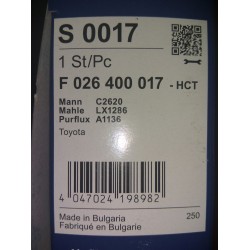 S 0017
1 St/Pc
F 026 400 017 - HCT
Mann C2620
Mahle LX1286
Purflux A1136
Toyota
4 047024 198982
Made in Bulgaria
Fabriqué en Bulgarie
250